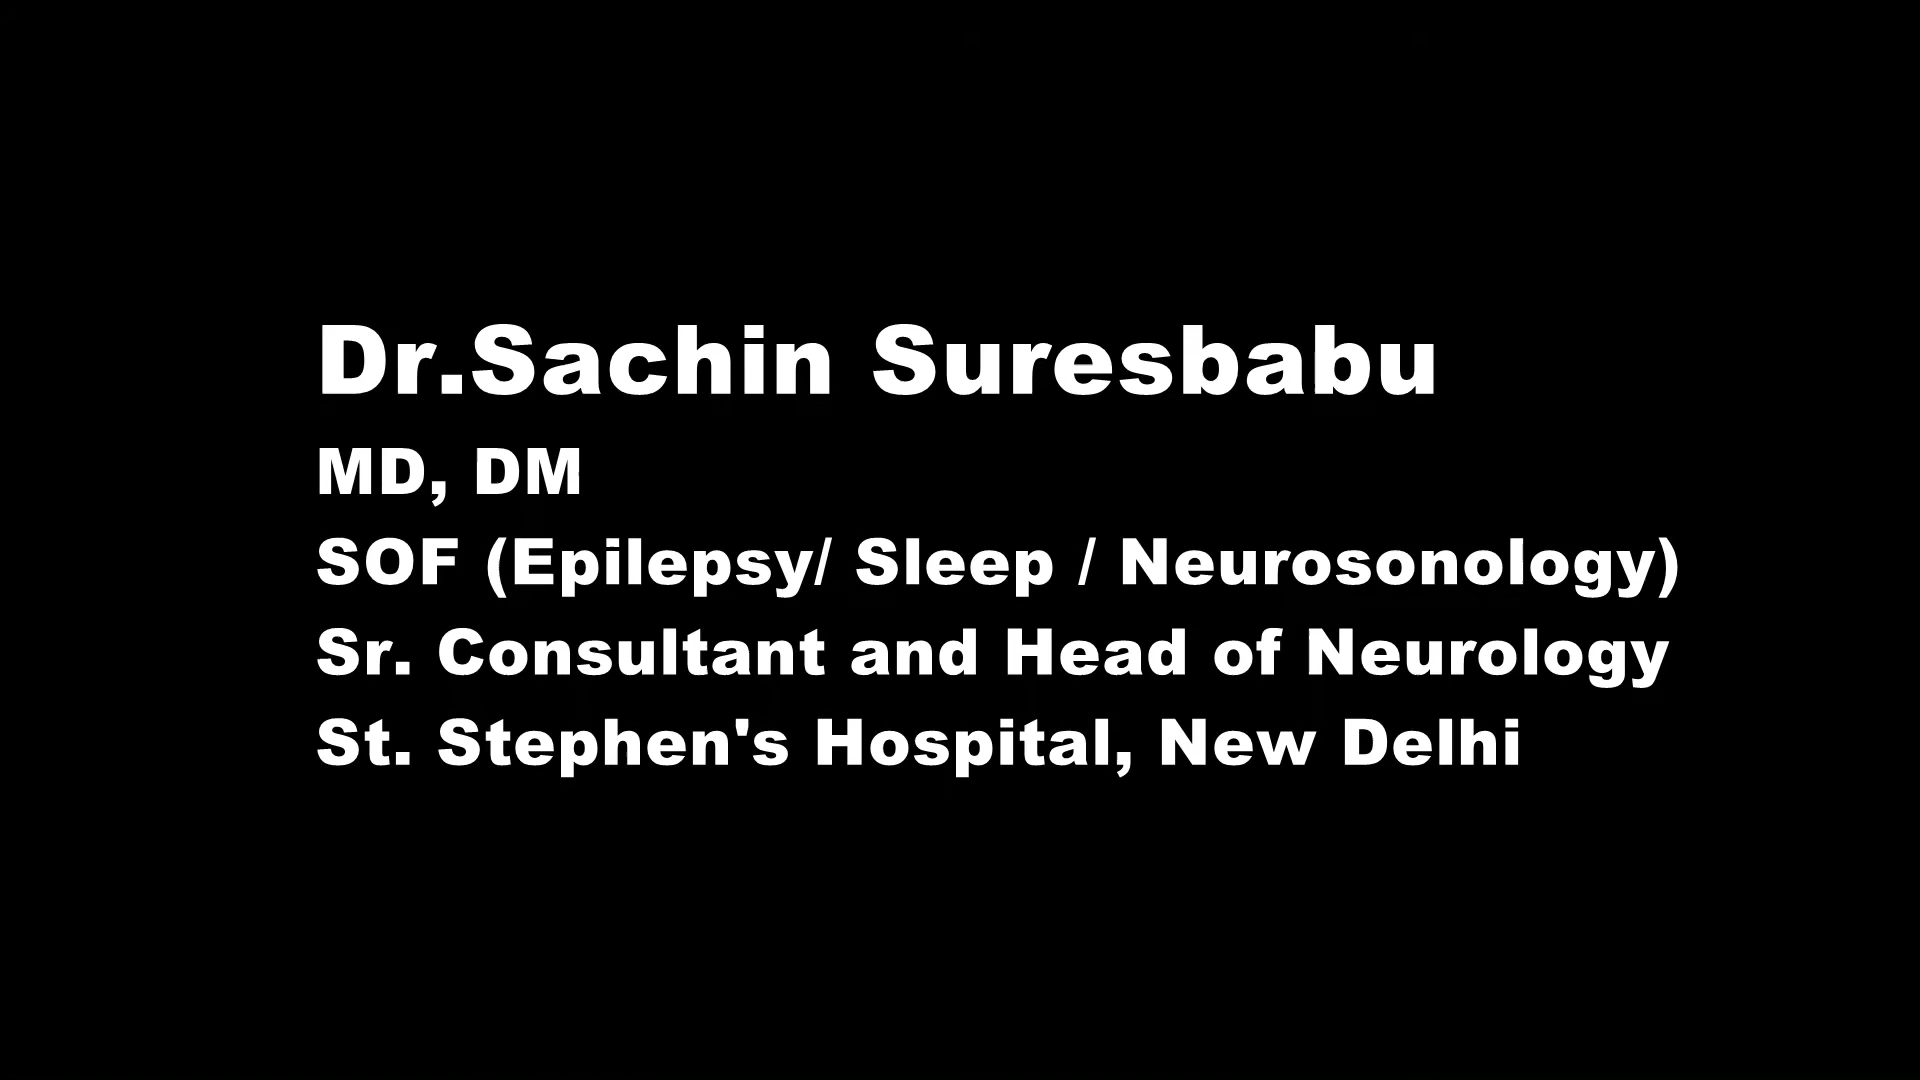 Dr.Sachin Suresbabu
MD, DM
SOF (Epilepsy/ Sleep / Neurosonology)
Sr. Consultant and Head of Neurology
St. Stephen's Hospital, New Delhi